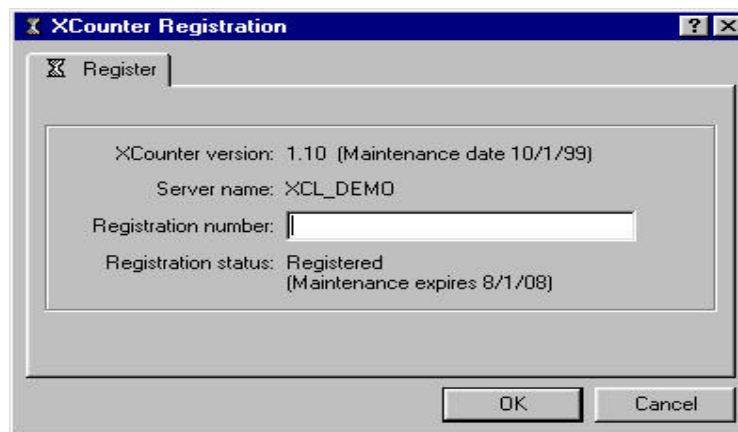 XCounter Registration
Register
XCounter version: 1.10 (Maintenance date 10/1/99)
Server name: XCL_DEMO
Registration number:
Registration status: Registered
(Maintenance expires 8/1/08)
OK Cancel